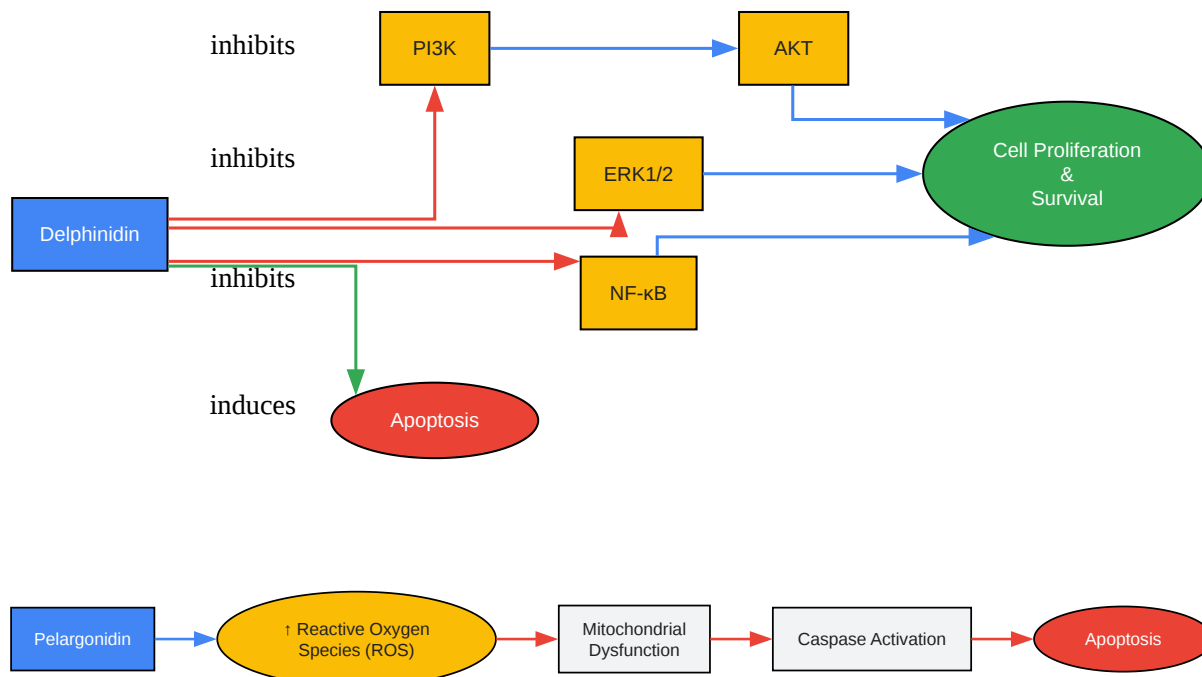 inhibits
PI3K
AKT
inhibits
ERK1/2
Cell Proliferation
&
Survival
Delphinidin
inhibits
NF-κB
induces
Apoptosis
Pelargonidin
↑ Reactive Oxygen
Species (ROS)
Mitochondrial
Dysfunction
Caspase Activation
Apoptosis